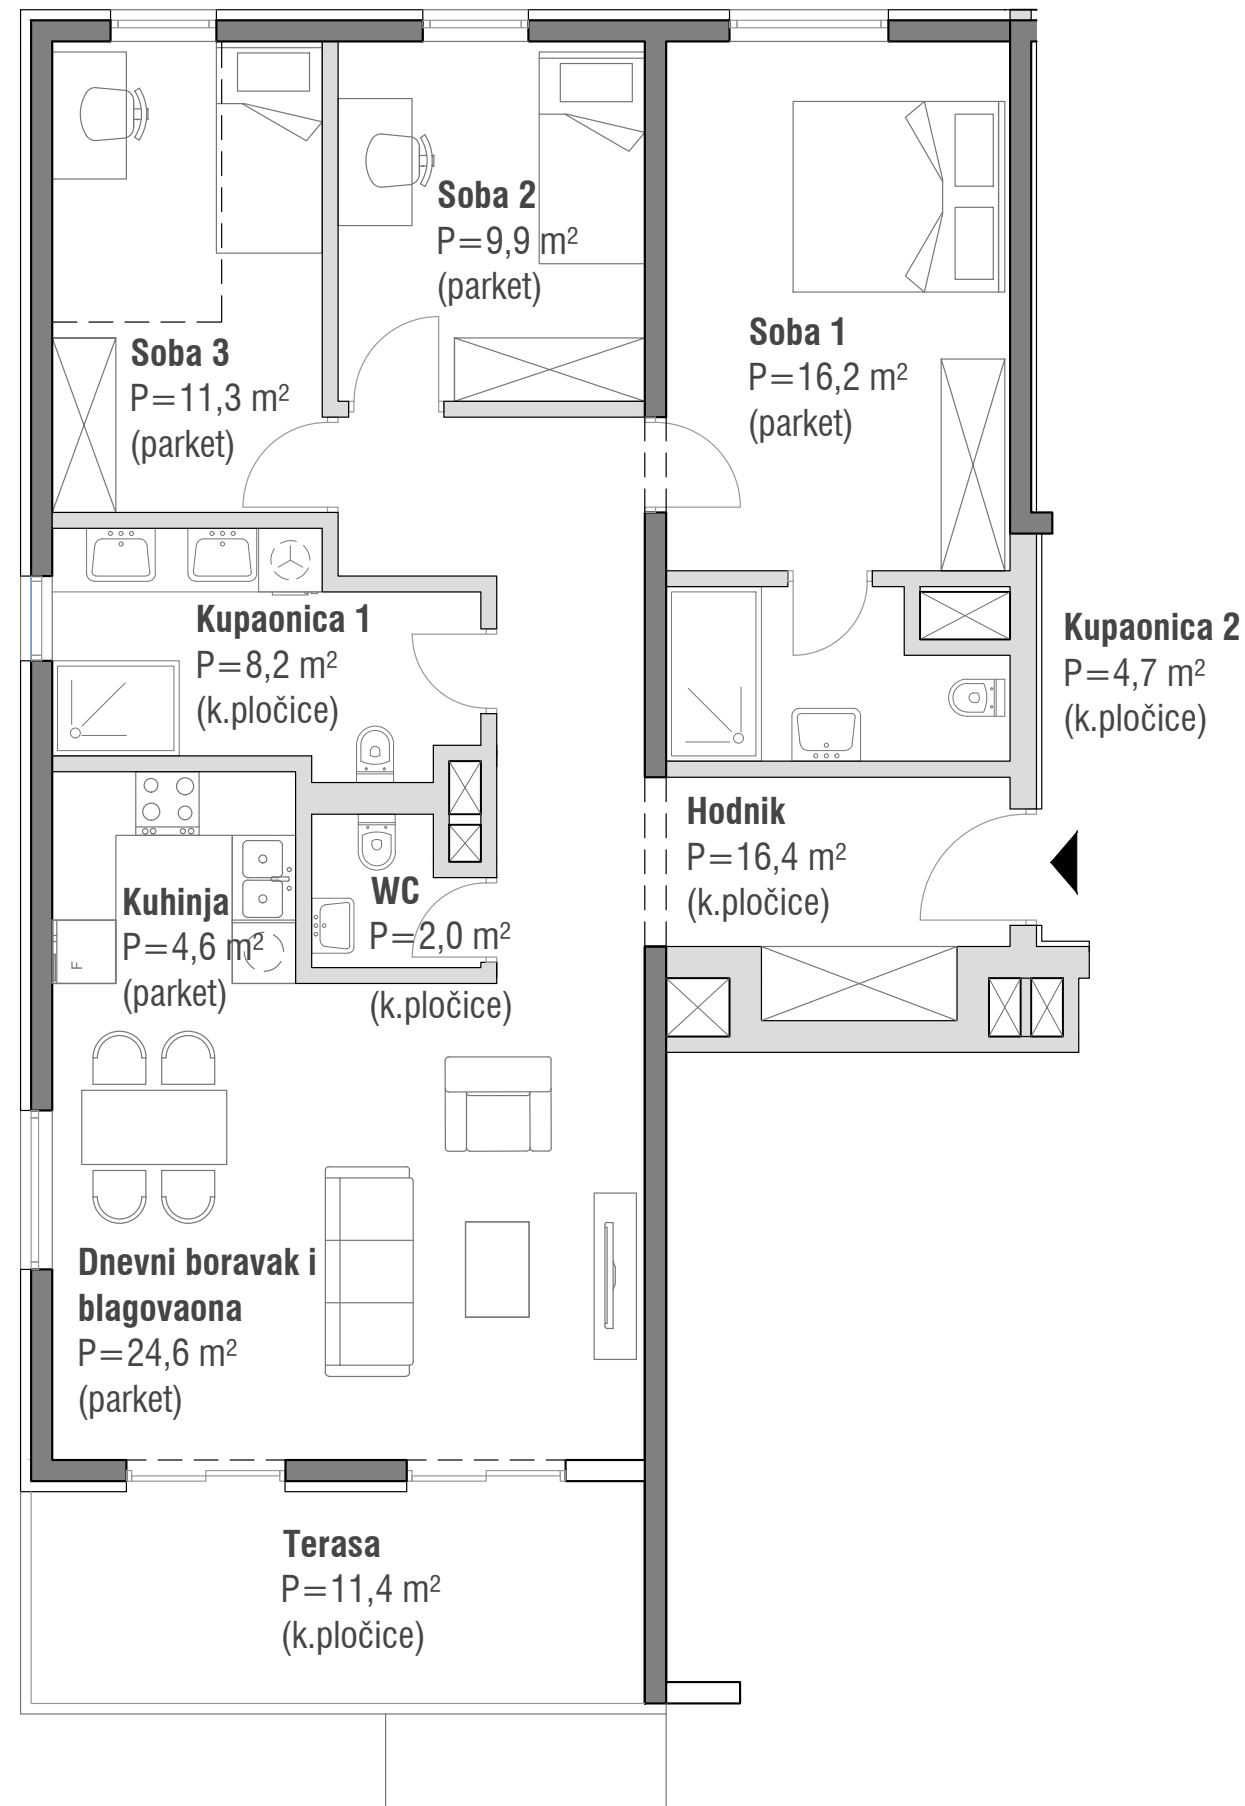 Soba 2
P=9,9 m²
(parket)
Soba 1
P=16,2 m²
(parket)
Soba 3
P=11,3 m²
(parket)
Kupaonica 1
P=8,2 m²
(k.pločice)
Kupaonica 2
P=4,7 m²
(k.pločice)
Hodnik
P=16,4 m²
(k.pločice)
Kuhinja
P=4,6 m²
(parket)
F
WC
P=2,0 m²
(k.pločice)
Dnevni boravak i
blagovaona
P=24,6 m²
(parket)
Terasa
P=11,4 m²
(k.pločice)